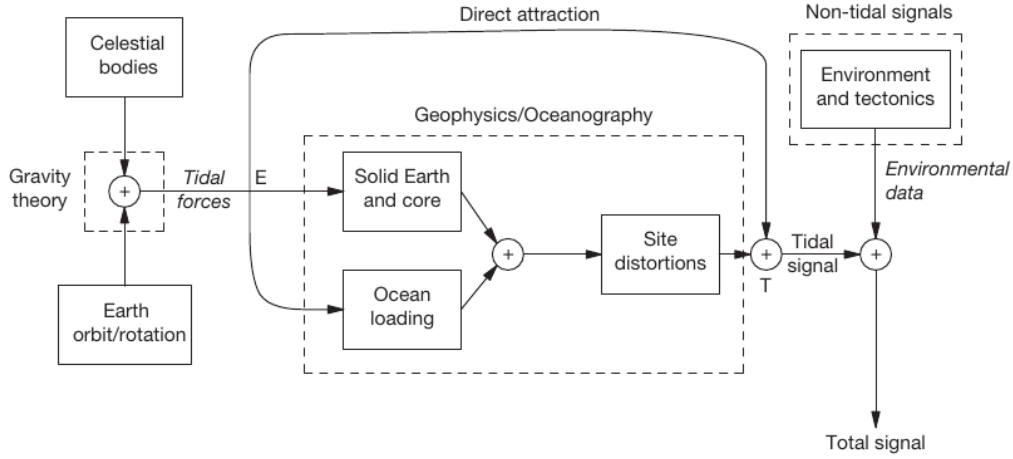 Direct attraction
Non-tidal signals
Celestial
bodies
Environment
and tectonics
Geophysics/Oceanography
Gravity
theory
+
Tidal
forces
E
Solid Earth
and core
Environmental
data
Site
distortions
+
+
Tidal
signal
+
T
Earth
orbit/rotation
Ocean
loading
Total signal